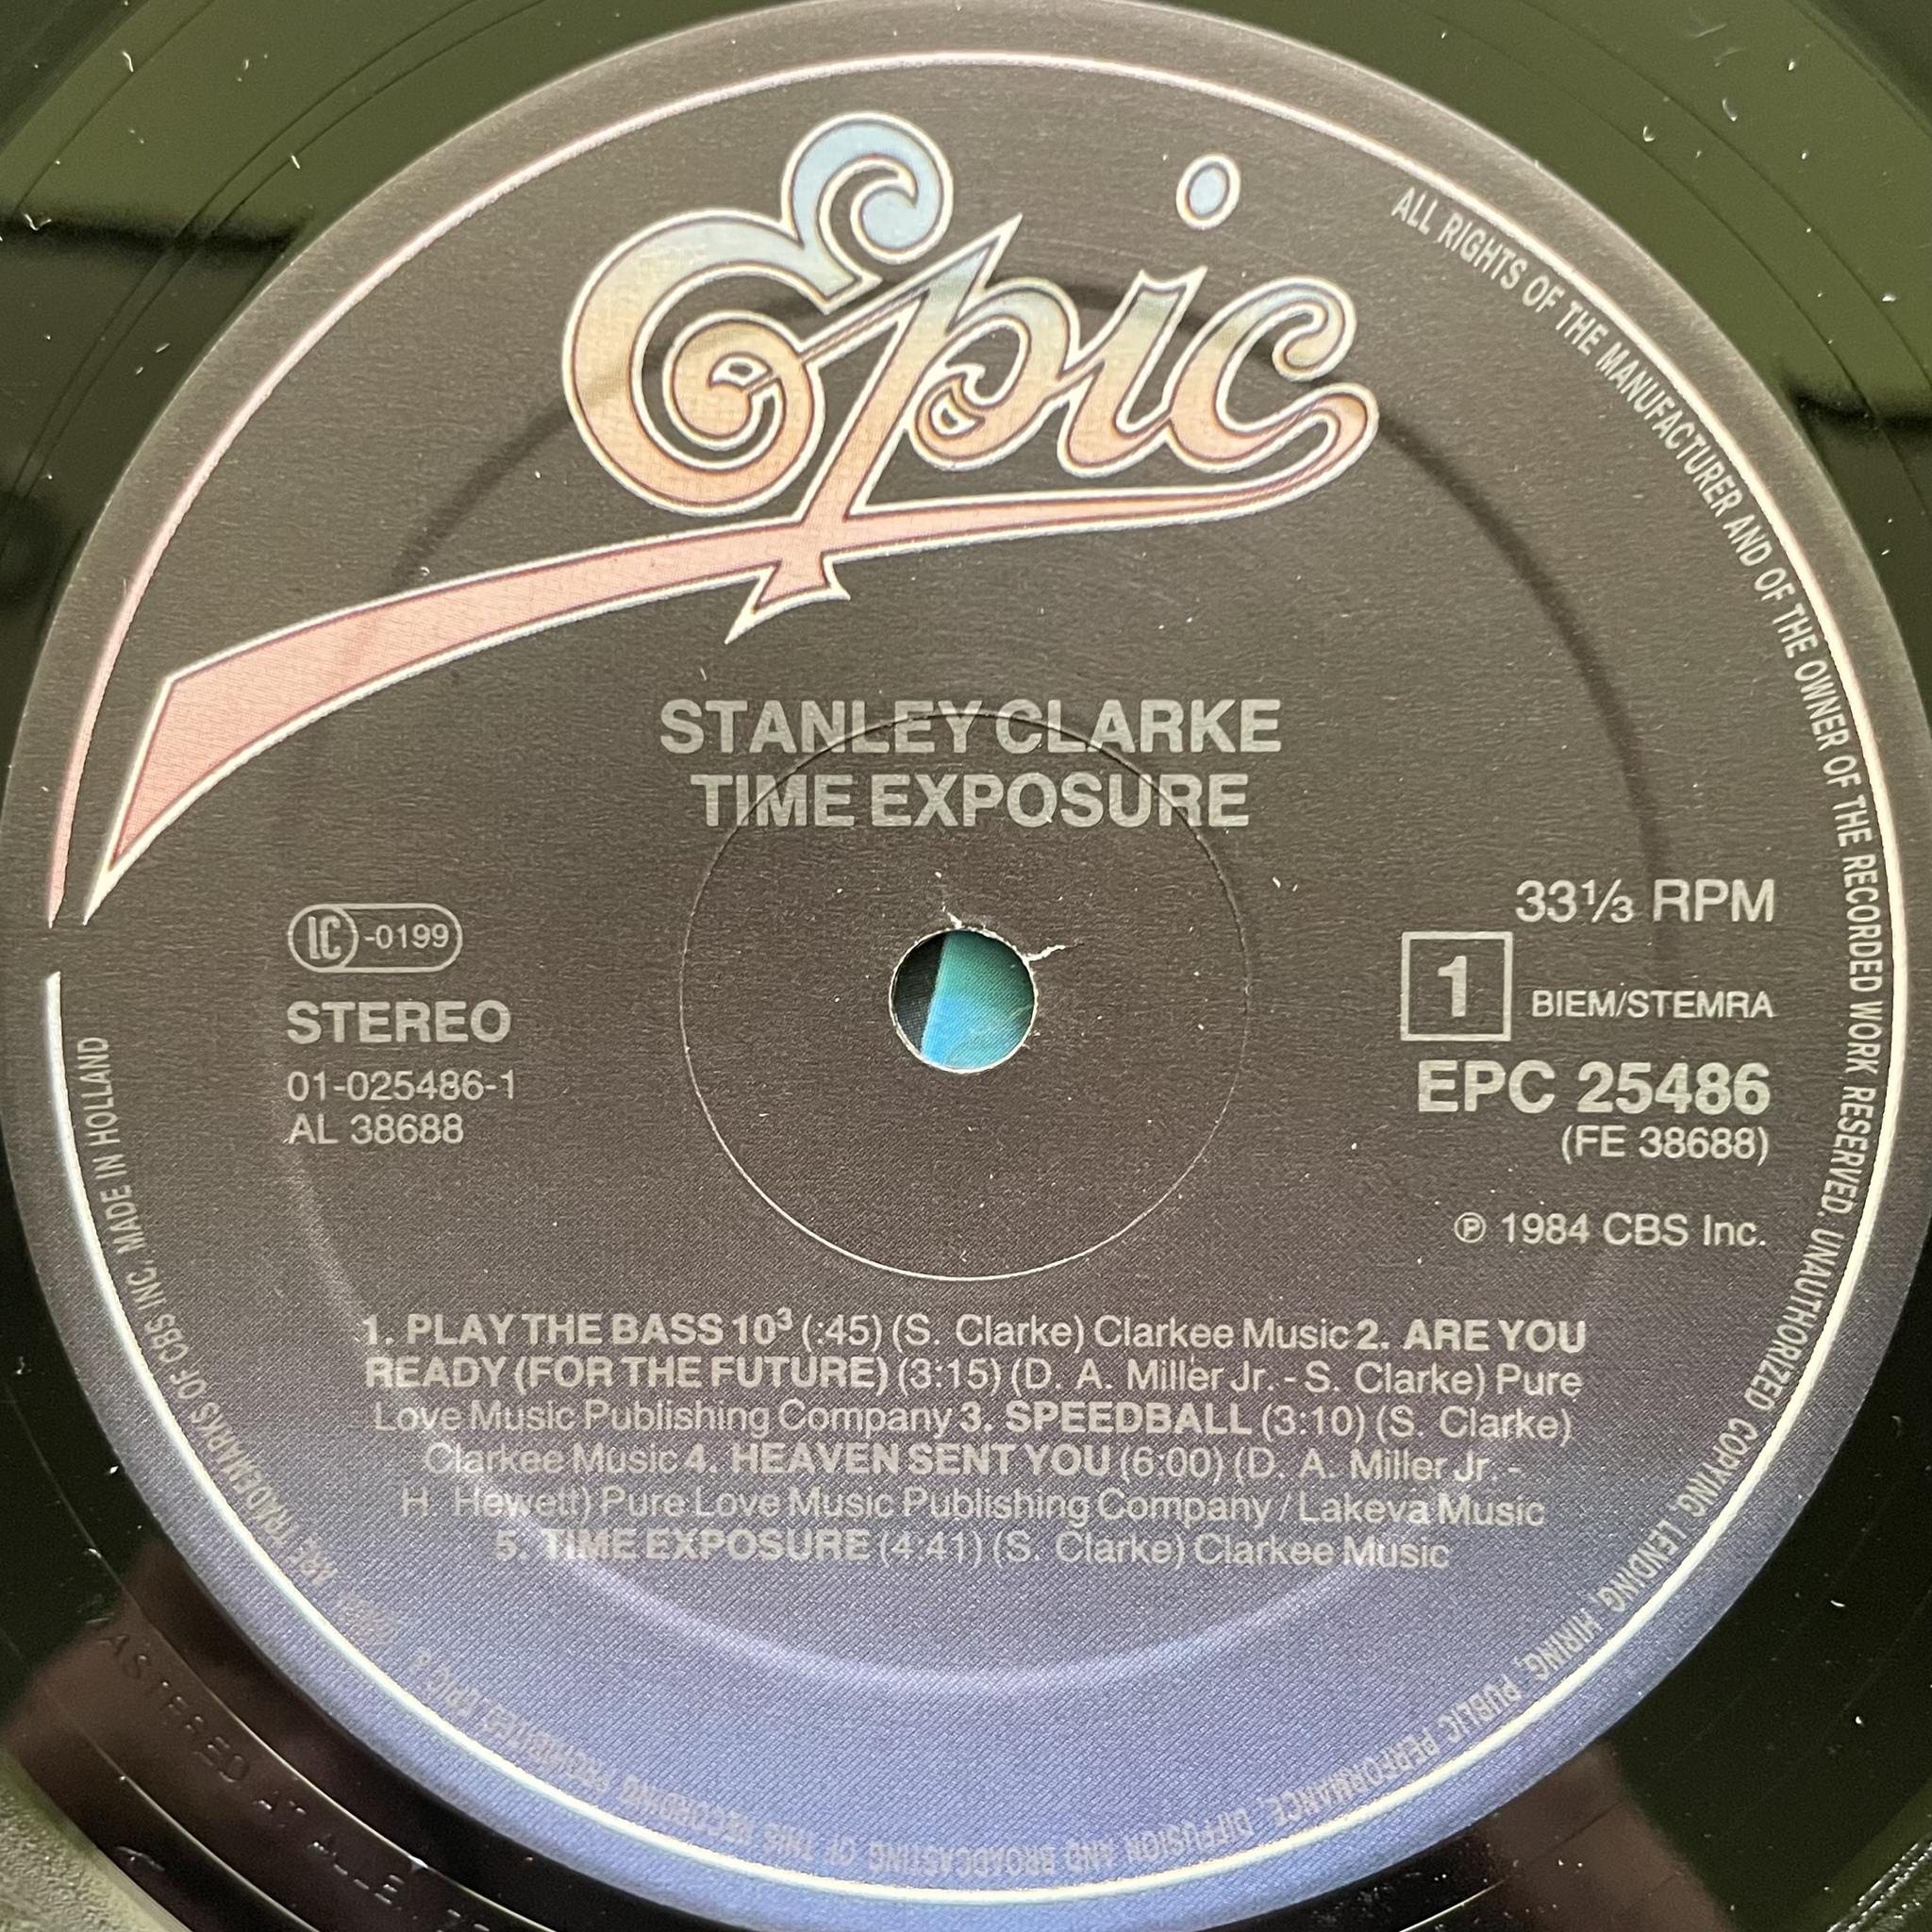 Epic
STANLEY CLARKE
TIME EXPOSURE
LC -0199
STEREO
01-025486-1
AL 38688
33⅓ RPM
1 BIEM/STEMRA
EPC 25486
(FE 38688)
℗ 1984 CBS Inc.
1. PLAY THE BASS 10³ (:45) (S. Clarke) Clarkee Music 2. ARE YOU
READY (FOR THE FUTURE) (3:15) (D. A. Miller Jr. - S. Clarke) Pure
Love Music Publishing Company 3. SPEEDBALL (3:10) (S. Clarke)
Clarkee Music 4. HEAVEN SENT YOU (6:00) (D. A. Miller Jr. -
H. Hewett) Pure Love Music Publishing Company / Lakeva Music
5. TIME EXPOSURE (4:41) (S. Clarke) Clarkee Music
ALL RIGHTS OF THE MANUFACTURER AND OF THE OWNER OF THE RECORDED WORK RESERVED. UNAUTHORIZED COPYING, LENDING, HIRING, PUBLIC PERFORMANCE, DIFFUSION AND BROADCASTING OF THIS RECORDING PROHIBITED. EPIC & ARE TRADEMARKS OF CBS INC. MADE IN HOLLAND
ASTERED AT